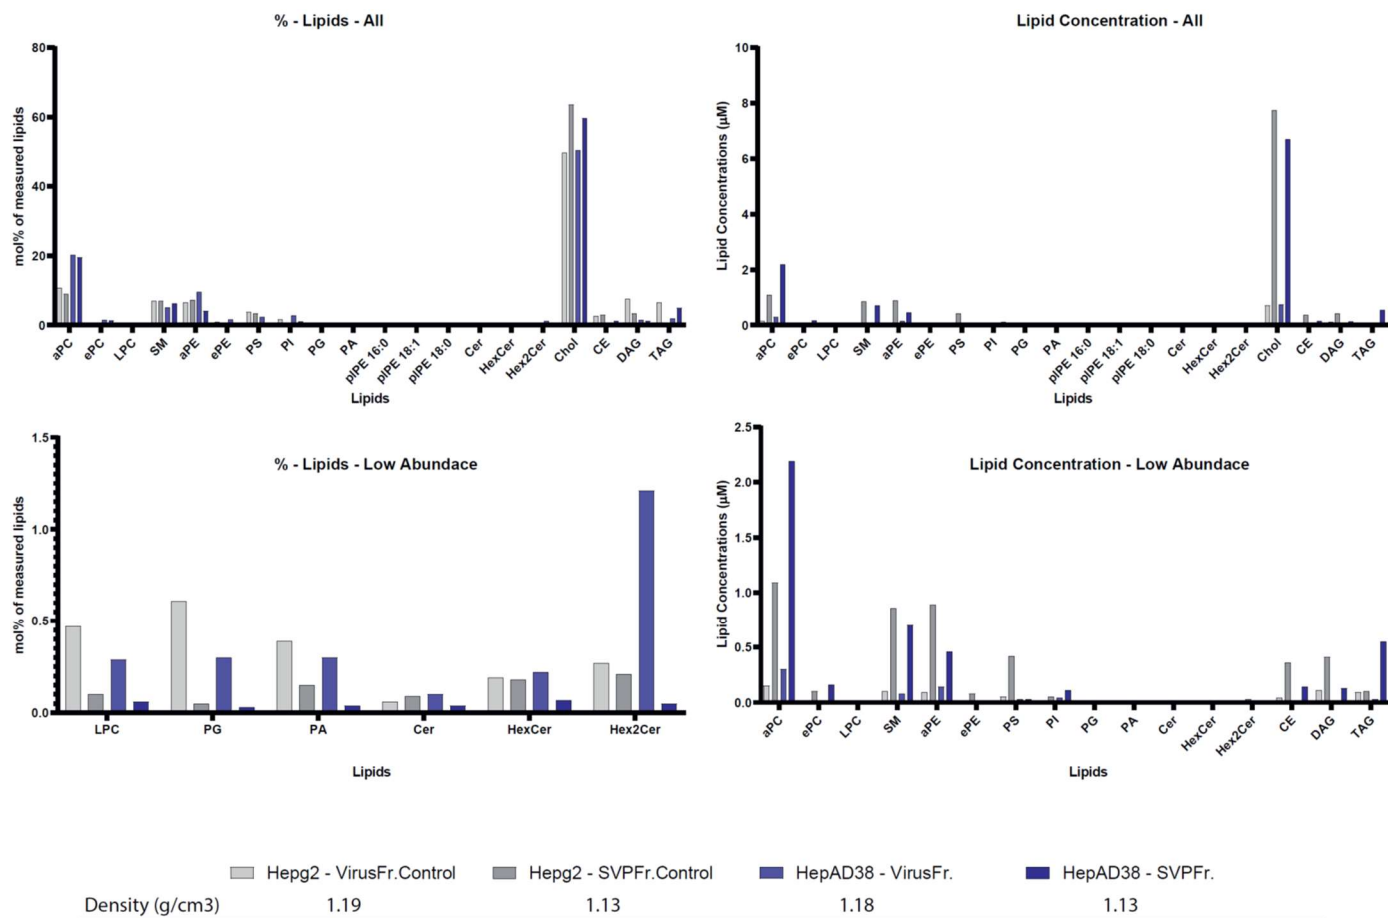 % - Lipids - All
mol% of measured lipids
80
60
40
20
0
aPC ePC LPC SM aPE ePE PS PI PG PA plPE 16:0 plPE 18:1 plPE 18:0 Cer HexCer Hex2Cer Chol CE DAG TAG
Lipids
Lipid Concentration - All
Lipid Concentrations (µM)
10
8
6
4
2
0
aPC ePC LPC SM aPE ePE PS PI PG PA plPE 16:0 plPE 18:1 plPE 18:0 Cer HexCer Hex2Cer Chol CE DAG TAG
Lipids
% - Lipids - Low Abundace
mol% of measured lipids
1.5
1.0
0.5
0.0
LPC PG PA Cer HexCer Hex2Cer
Lipids
Lipid Concentration - Low Abundace
Lipid Concentrations (µM)
2.5
2.0
1.5
1.0
0.5
0.0
aPC ePC LPC SM aPE ePE PS PI PG PA Cer HexCer Hex2Cer CE DAG TAG
Lipids
Hepg2 - VirusFr.Control Hepg2 - SVPFr.Control HepAD38 - VirusFr. HepAD38 - SVPFr.
Density (g/cm3) 1.19 1.13 1.18 1.13